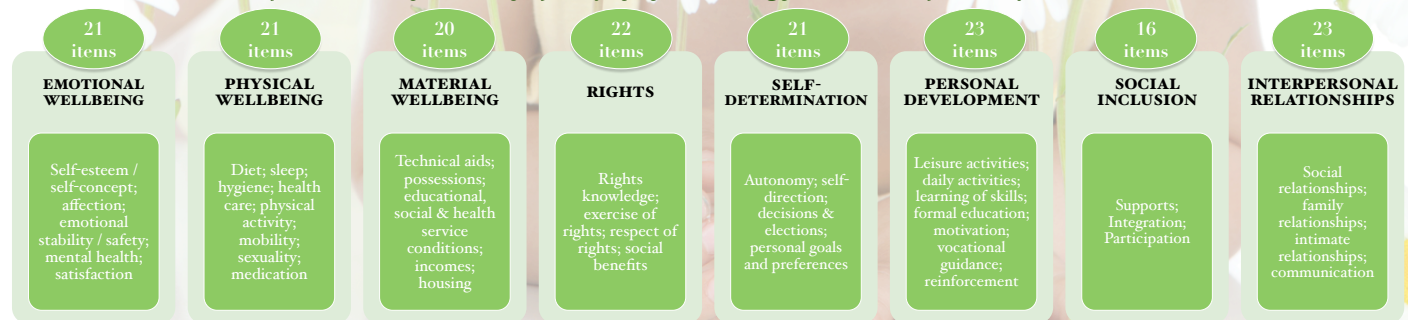 21
items
EMOTIONAL
WELLBEING
Self-esteem /
self-concept;
affection;
emotional
stability / safety;
mental health;
satisfaction
21
items
PHYSICAL
WELLBEING
Diet; sleep;
hygiene; health
care; physical
activity;
mobility;
sexuality;
medication
20
items
MATERIAL
WELLBEING
Technical aids;
possessions;
educational,
social & health
service
conditions;
incomes;
housing
22
items
RIGHTS
Rights
knowledge;
exercise of
rights; respect of
rights; social
benefits
21
items
SELF-
DETERMINATION
Autonomy; self-
direction;
decisions &
elections;
personal goals
and preferences
23
items
PERSONAL
DEVELOPMENT
Leisure activities;
daily activities;
learning of skills;
formal education;
motivation;
vocational
guidance;
reinforcement
16
items
SOCIAL
INCLUSION
Supports;
Integration;
Participation
23
items
INTERPERSONAL
RELATIONSHIPS
Social
relationships;
family
relationships;
intimate
relationships;
communication